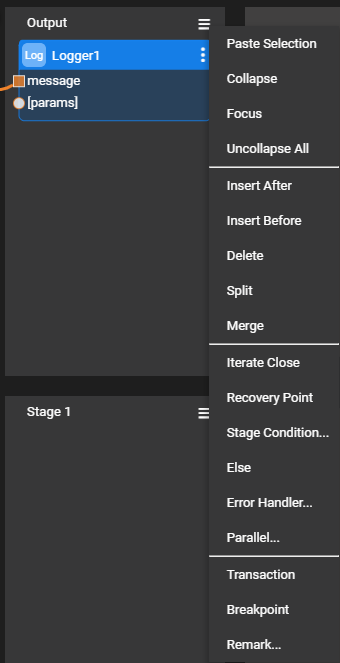 Output
Log Logger1
message
[params]
Stage 1
Paste Selection
Collapse
Focus
Uncollapse All
Insert After
Insert Before
Delete
Split
Merge
Iterate Close
Recovery Point
Stage Condition...
Else
Error Handler...
Parallel...
Transaction
Breakpoint
Remark...